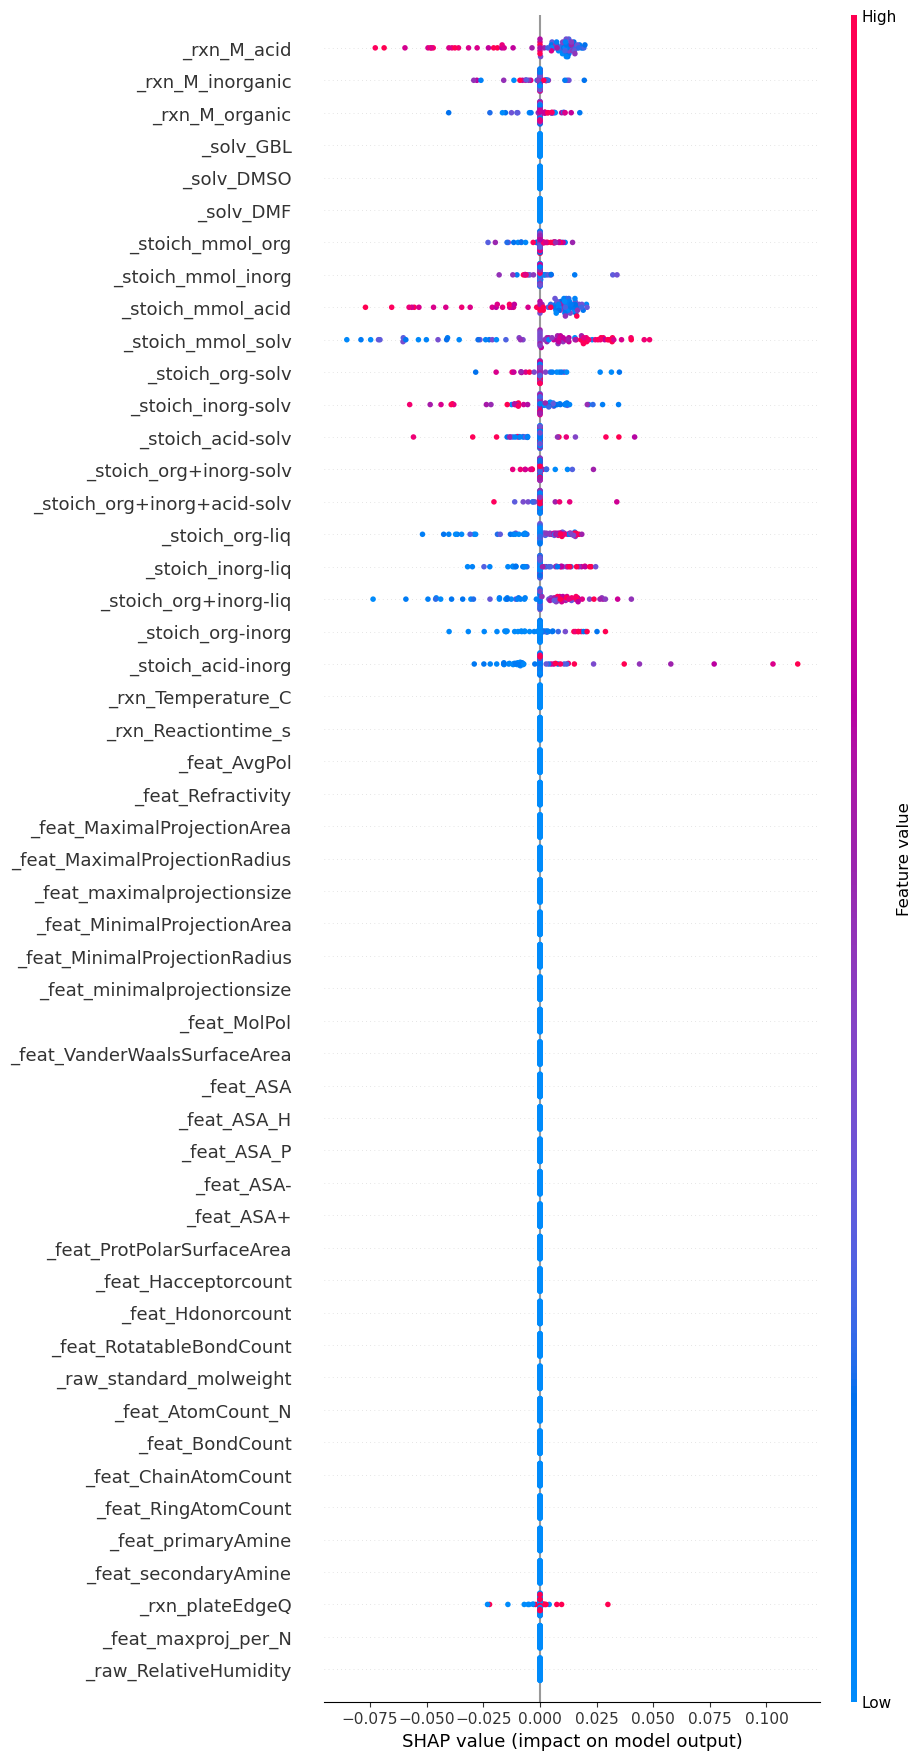 High
_rxn_M_acid
_rxn_M_inorganic
_rxn_M_organic
_solv_GBL
_solv_DMSO
_solv_DMF
_stoich_mmol_org
_stoich_mmol_inorg
_stoich_mmol_acid
_stoich_mmol_solv
_stoich_org-solv
_stoich_inorg-solv
_stoich_acid-solv
_stoich_org+inorg-solv
_stoich_org+inorg+acid-solv
_stoich_org-liq
_stoich_inorg-liq
_stoich_org+inorg-liq
_stoich_org-inorg
_stoich_acid-inorg
_rxn_Temperature_C
_rxn_Reactiontime_s
_feat_AvgPol
_feat_Refractivity
_feat_MaximalProjectionArea
_feat_MaximalProjectionRadius
_feat_maximalprojectionsize
_feat_MinimalProjectionArea
_feat_MinimalProjectionRadius
_feat_minimalprojectionsize
_feat_MolPol
_feat_VanderWaalsSurfaceArea
_feat_ASA
_feat_ASA_H
_feat_ASA_P
_feat_ASA-
_feat_ASA+
_feat_ProtPolarSurfaceArea
_feat_Hacceptorcount
_feat_Hdonorcount
_feat_RotatableBondCount
_raw_standard_molweight
_feat_AtomCount_N
_feat_BondCount
_feat_ChainAtomCount
_feat_RingAtomCount
_feat_primaryAmine
_feat_secondaryAmine
_rxn_plateEdgeQ
_feat_maxproj_per_N
_raw_RelativeHumidity
Feature value
Low
−0.075 −0.050 −0.025 0.000 0.025 0.050 0.075 0.100
SHAP value (impact on model output)